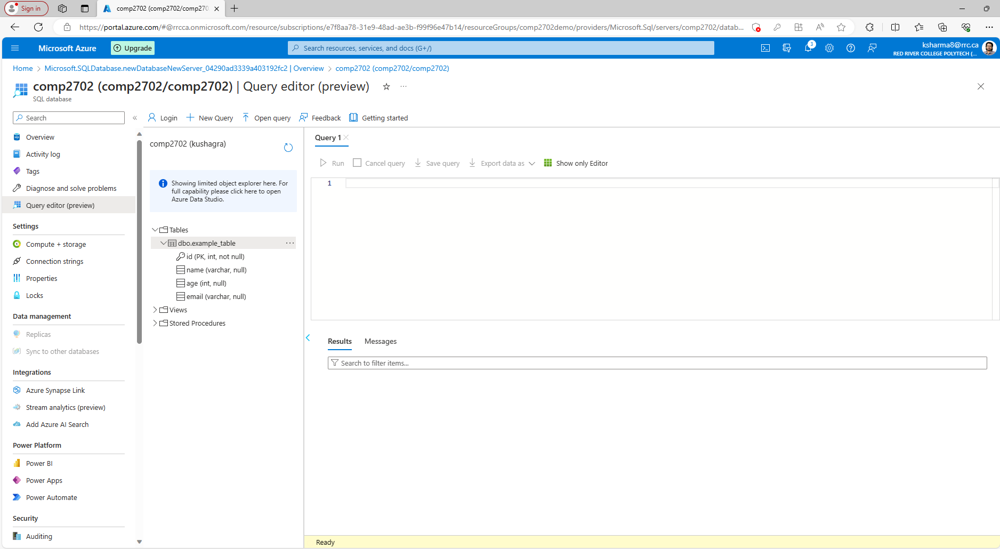 Sign in
comp2702 (comp2702/comp270
https://portal.azure.com/#@rrcca.onmicrosoft.com/resource/subscriptions/e7f8aa78-31e9-48ad-ae3b-f99f96e47b14/resourceGroups/comp2702demo/providers/Microsoft.Sql/servers/comp2702/datab...
Microsoft Azure
Upgrade
Search resources, services, and docs (G+/)
3
ksharma8@rrc.ca
RED RIVER COLLEGE POLYTECH (...
Home > Microsoft.SQLDatabase.newDatabaseNewServer_04290ad3339a403192fc2 | Overview > comp2702 (comp2702/comp2702)
comp2702 (comp2702/comp2702) | Query editor (preview)
SQL database
Search
Overview
Activity log
Tags
Diagnose and solve problems
Query editor (preview)
Settings
Compute + storage
Connection strings
Properties
Locks
Data management
Replicas
Sync to other databases
Integrations
Azure Synapse Link
Stream analytics (preview)
Add Azure AI Search
Power Platform
Power BI
Power Apps
Power Automate
Security
Auditing
Login
New Query
Open query
Feedback
Getting started
comp2702 (kushagra)
Showing limited object explorer here. For
full capability please click here to open
Azure Data Studio.
Tables
dbo.example_table
id (PK, int, not null)
name (varchar, null)
age (int, null)
email (varchar, null)
Views
Stored Procedures
Query 1
Run
Cancel query
Save query
Export data as
Show only Editor
1
Results
Messages
Search to filter items...
Ready